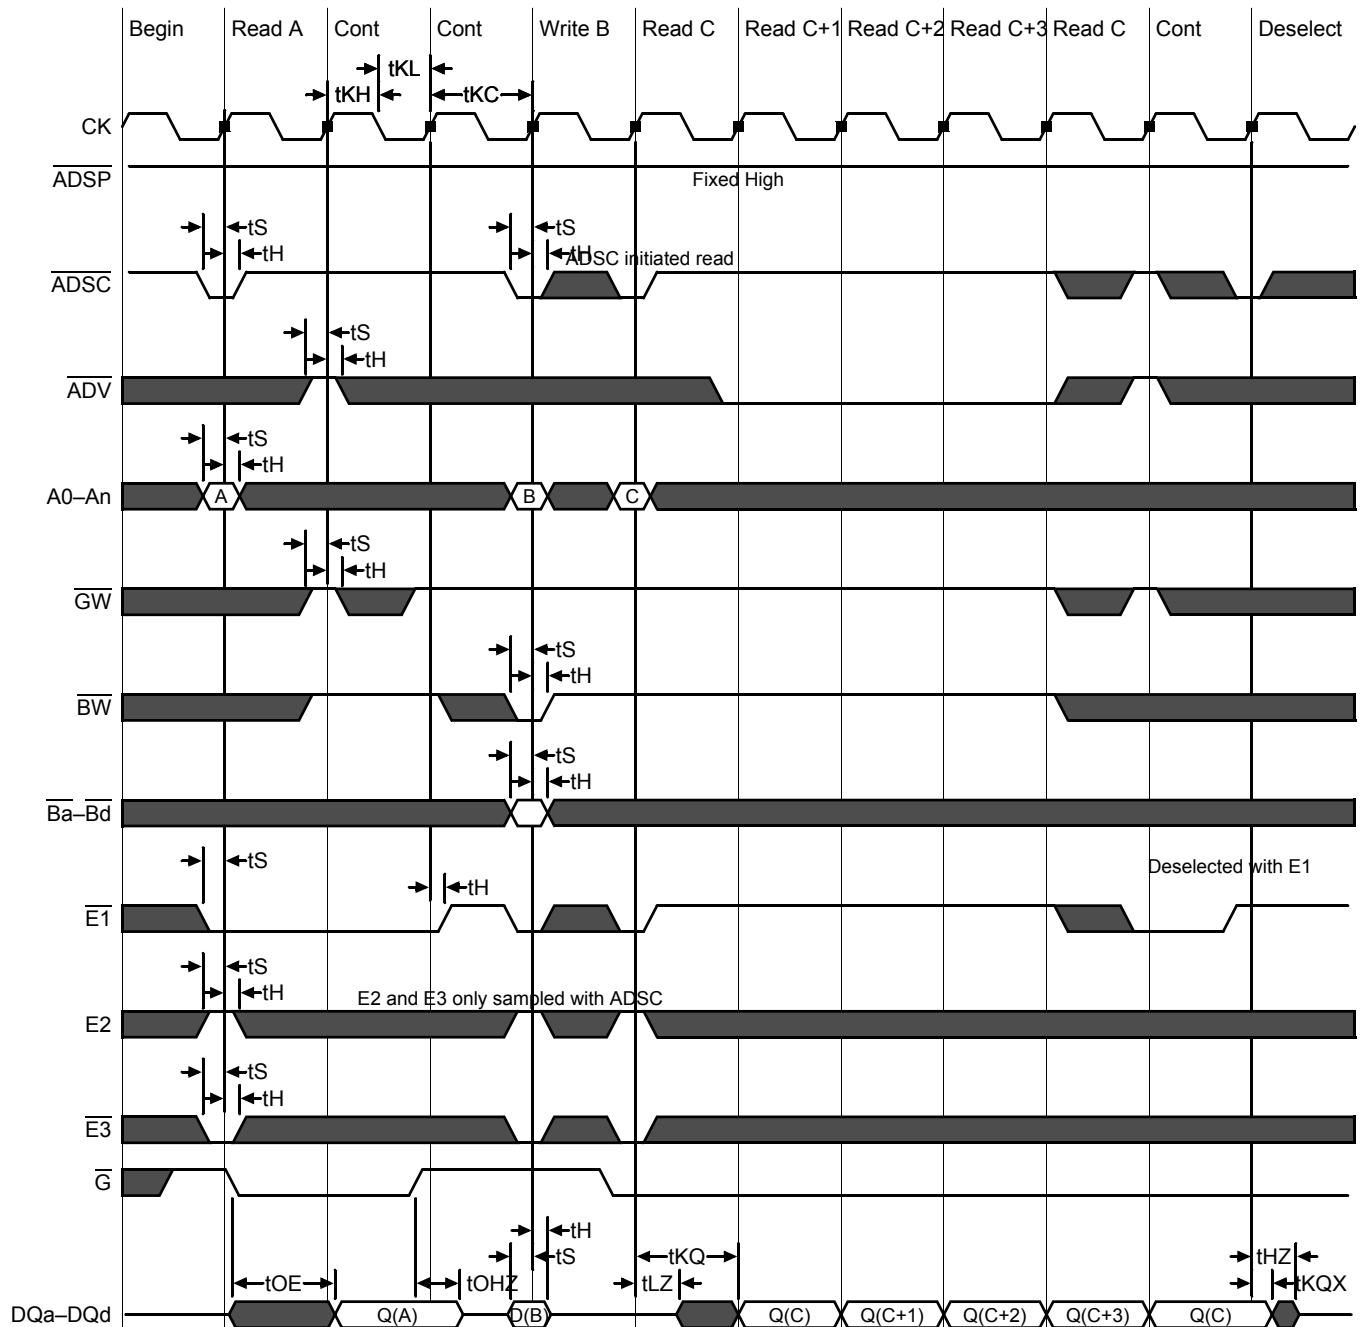 Begin Read A Cont Cont Write B Read C Read C+1 Read C+2 Read C+3 Read C Cont Deselect
tKL
tKH tKC
CK
ADSP
Fixed High
tS tS
tH tH
ADSC initiated read
ADSC
tS
tH
ADV
tS
tH
A0–An A B C
tS
tH
GW
tS
tH
BW
tS
tH
Ba–Bd
tS
Deselected with E1
tH
E1
tS
tH
E2 and E3 only sampled with ADSC
E2
tS
tH
E3
G
tH
tS tKQ tHZ
tOE tOHZ tLZ tKQX
DQa–DQd Q(A) D(B) Q(C) Q(C+1) Q(C+2) Q(C+3) Q(C)